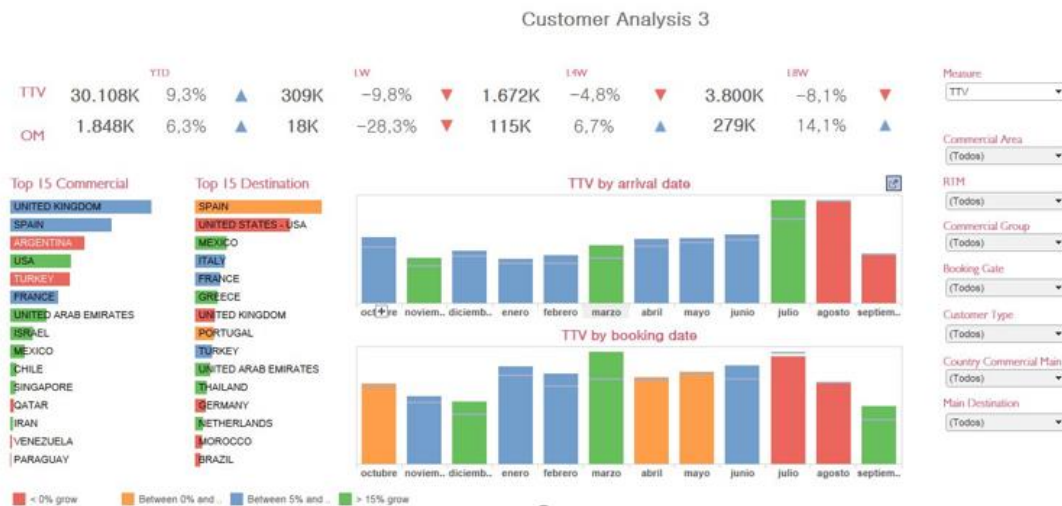 Customer Analysis 3
YTD LW L4W L8W
TTV 30.108K 9,3% 309K -9,8% 1.672K -4,8% 3.800K -8,1%
OM 1.848K 6,3% 18K -28,3% 115K 6,7% 279K 14,1%
Measure
TTV
Commercial Area
(Todos)
RTM
(Todos)
Commercial Group
(Todos)
Booking Gate
(Todos)
Customer Type
(Todos)
Country Commercial Main
(Todos)
Main Destination
(Todos)
Top 15 Commercial
UNITED KINGDOM
SPAIN
ARGENTINA
USA
TURKEY
FRANCE
UNITED ARAB EMIRATES
ISRAEL
MEXICO
CHILE
SINGAPORE
QATAR
IRAN
VENEZUELA
PARAGUAY
Top 15 Destination
SPAIN
UNITED STATES - USA
MEXICO
ITALY
FRANCE
GREECE
UNITED KINGDOM
PORTUGAL
TURKEY
UNITED ARAB EMIRATES
THAILAND
GERMANY
NETHERLANDS
MOROCCO
BRAZIL
TTV by arrival date
octubre noviem.. diciemb.. enero febrero marzo abril mayo junio julio agosto septiem..
TTV by booking date
octubre noviem.. diciemb.. enero febrero marzo abril mayo junio julio agosto septiem..
< 0% grow Between 0% and .. Between 5% and .. > 15% grow